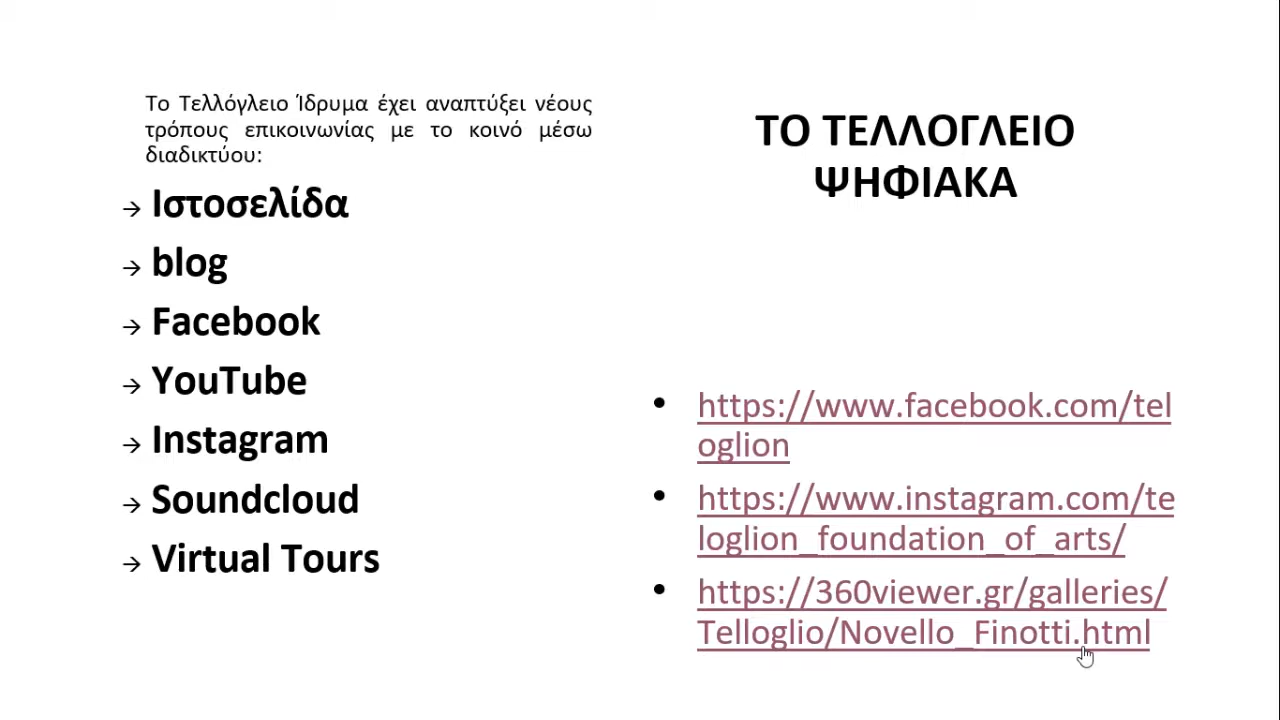 Το Τελλόγλειο Ίδρυμα έχει αναπτύξει νέους
τρόπους επικοινωνίας με το κοινό μέσω
διαδικτύου:
→ Ιστοσελίδα
→ blog
→ Facebook
→ YouTube
→ Instagram
→ Soundcloud
→ Virtual Tours
ΤΟ ΤΕΛΛΟΓΛΕΙΟ
ΨΗΦΙΑΚΑ
• https://www.facebook.com/tel
oglion
• https://www.instagram.com/te
loglion_foundation_of_arts/
• https://360viewer.gr/galleries/
Telloglio/Novello_Finotti.html